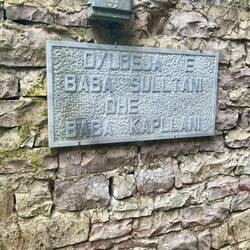 DYLBEJA E
BABA SULLTANI
DHE
BABA KAPLLANI